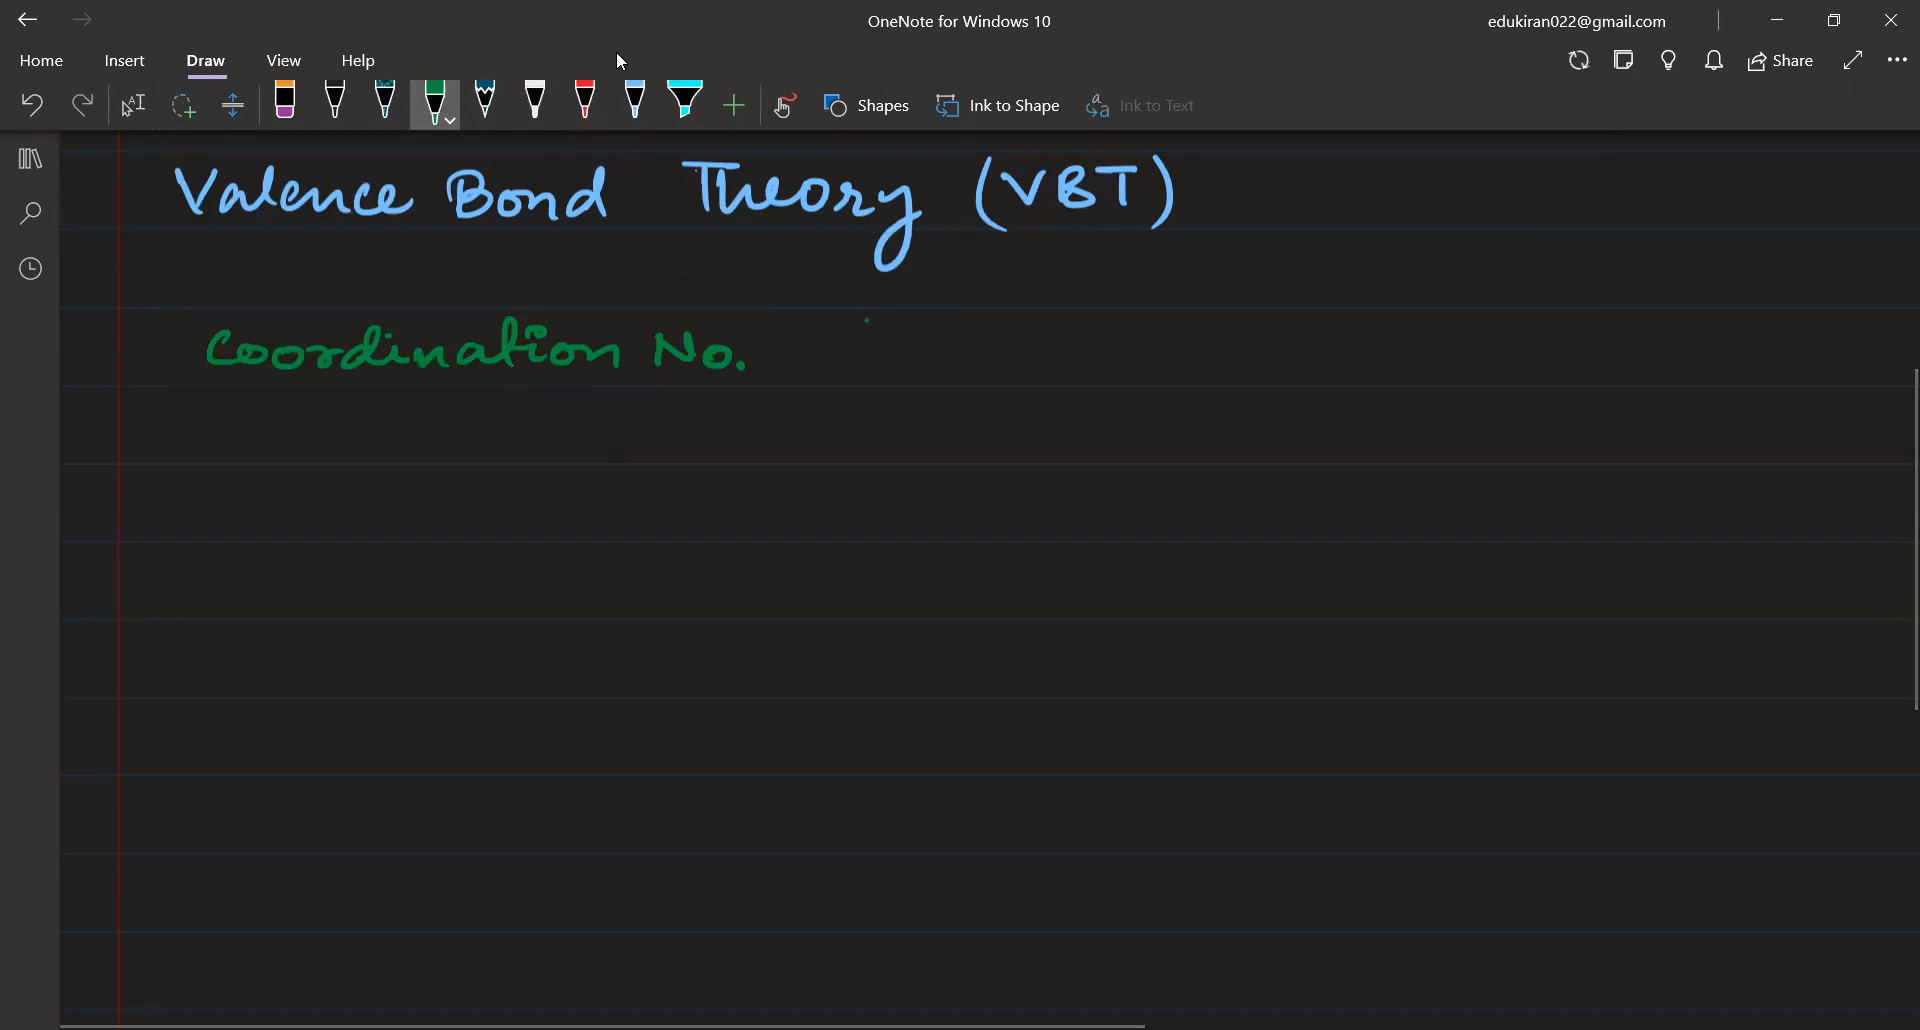 OneNote for Windows 10
edukiran022@gmail.com
Home Insert Draw View Help
Share
Shapes Ink to Shape Ink to Text
Valence Bond Theory (VBT)
Coordination No.